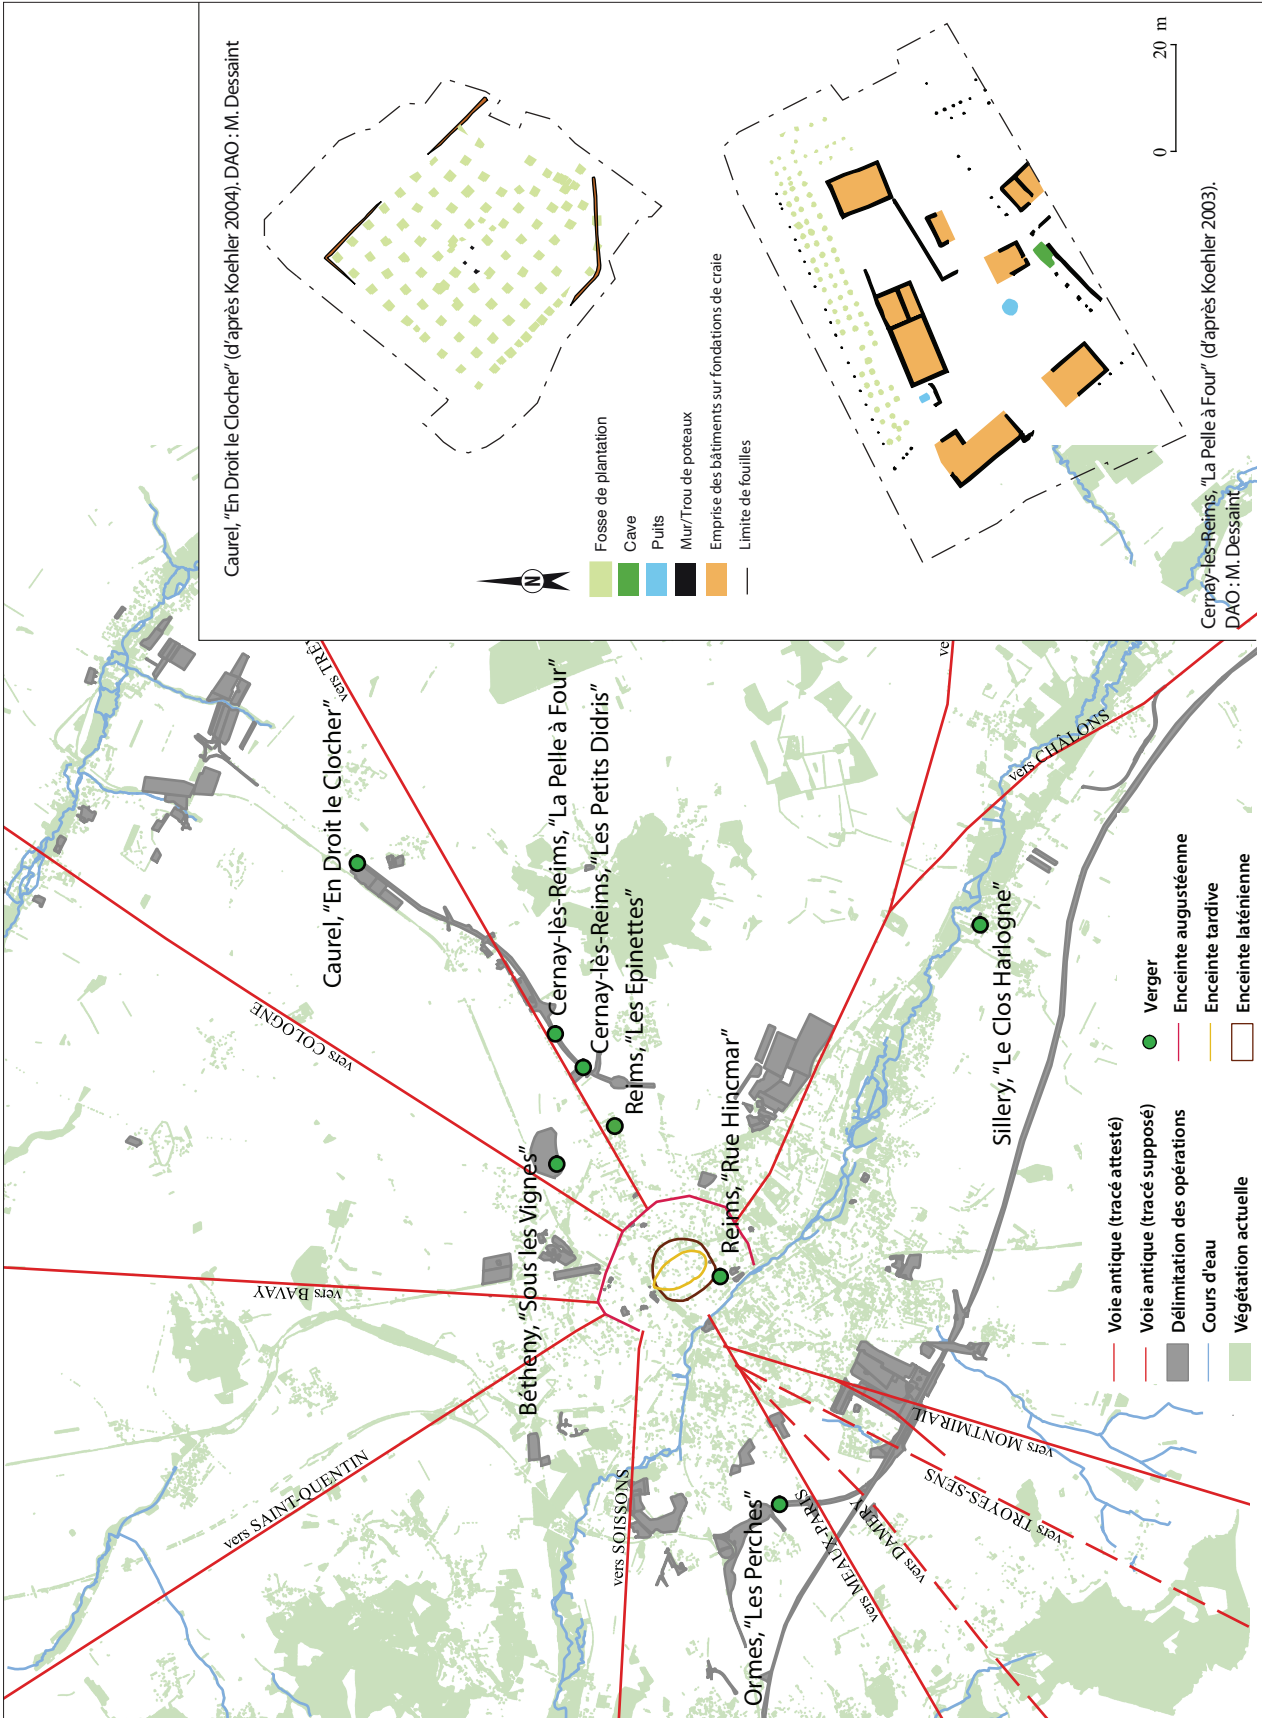 Caurel, “En Droit le Clocher” (d’après Koehler 2004). DAO : M. Dessaint
N
Fosse de plantation
Cave
Puits
Mur/Trou de poteaux
Emprise des bâtiments sur fondations de craie
Limite de fouilles
0 20 m
Cernay-les-Reims, “La Pelle à Four” (d’après Koehler 2003).
DAO : M. Dessaint
vers SAINT-QUENTIN
vers BAVAY
vers COLOGNE
vers TRÈ
Caurel, “En Droit le Clocher”
Bétheny, “Sous les Vignes”
Cernay-lès-Reims, “La Pelle à Four”
Cernay-lès-Reims, “Les Petits Didris”
Reims, “Les Epinettes”
vers SOISSONS
Reims, “Rue Hincmar”
Ormes, “Les Perches”
vers MEAUX-PARIS
vers DAMERY
vers TROYES-SENS
vers MONTMIRAIL
ve
vers CHÂLONS
Sillery, “Le Clos Harlogne”
Voie antique (tracé attesté)
Voie antique (tracé supposé)
Délimitation des opérations
Cours d’eau
Végétation actuelle
Verger
Enceinte augustéenne
Enceinte tardive
Enceinte laténienne